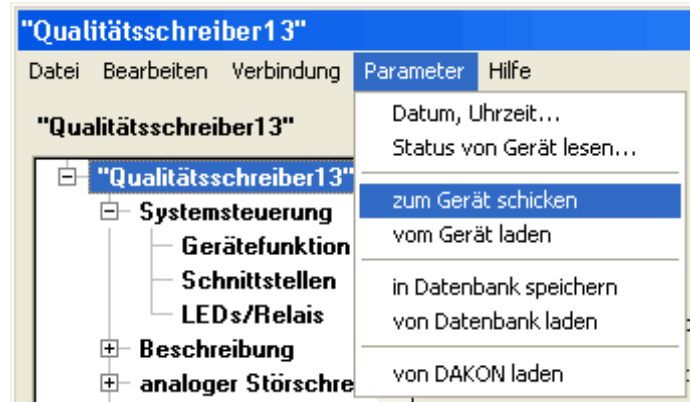 "Qualitätsschreiber13"
Datei Bearbeiten Verbindung Parameter Hilfe
"Qualitätsschreiber13"
"Qualitätsschreiber13"
Systemsteuerung
Gerätefunktion
Schnittstellen
LEDs/Relais
Beschreibung
analoger Störschre
Datum, Uhrzeit...
Status von Gerät lesen...
zum Gerät schicken
vom Gerät laden
in Datenbank speichern
von Datenbank laden
von DAKON laden